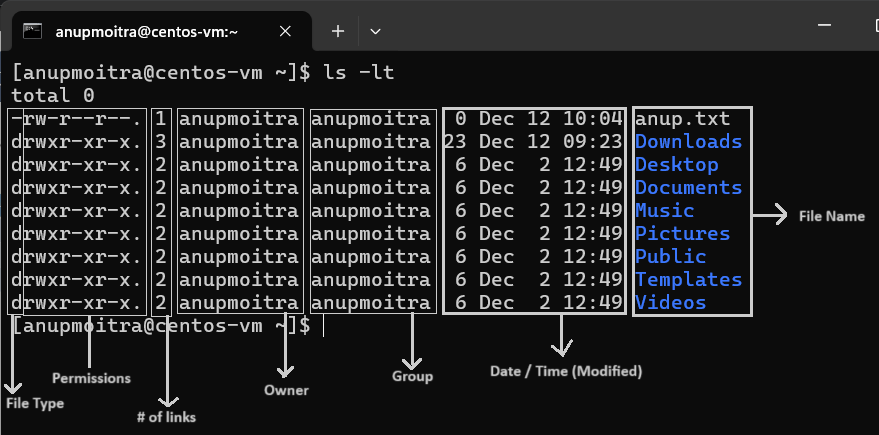 anupmoitra@centos-vm:~
[anupmoitra@centos-vm ~]$ ls -lt
total 0
-rw-r--r--. 1 anupmoitra anupmoitra 0 Dec 12 10:04 anup.txt
drwxr-xr-x. 3 anupmoitra anupmoitra 23 Dec 12 09:23 Downloads
drwxr-xr-x. 2 anupmoitra anupmoitra 6 Dec 2 12:49 Desktop
drwxr-xr-x. 2 anupmoitra anupmoitra 6 Dec 2 12:49 Documents
drwxr-xr-x. 2 anupmoitra anupmoitra 6 Dec 2 12:49 Music
drwxr-xr-x. 2 anupmoitra anupmoitra 6 Dec 2 12:49 Pictures
drwxr-xr-x. 2 anupmoitra anupmoitra 6 Dec 2 12:49 Public
drwxr-xr-x. 2 anupmoitra anupmoitra 6 Dec 2 12:49 Templates
drwxr-xr-x. 2 anupmoitra anupmoitra 6 Dec 2 12:49 Videos
[anupmoitra@centos-vm ~]$
File Name
File Type
Permissions
# of links
Owner
Group
Date / Time (Modified)